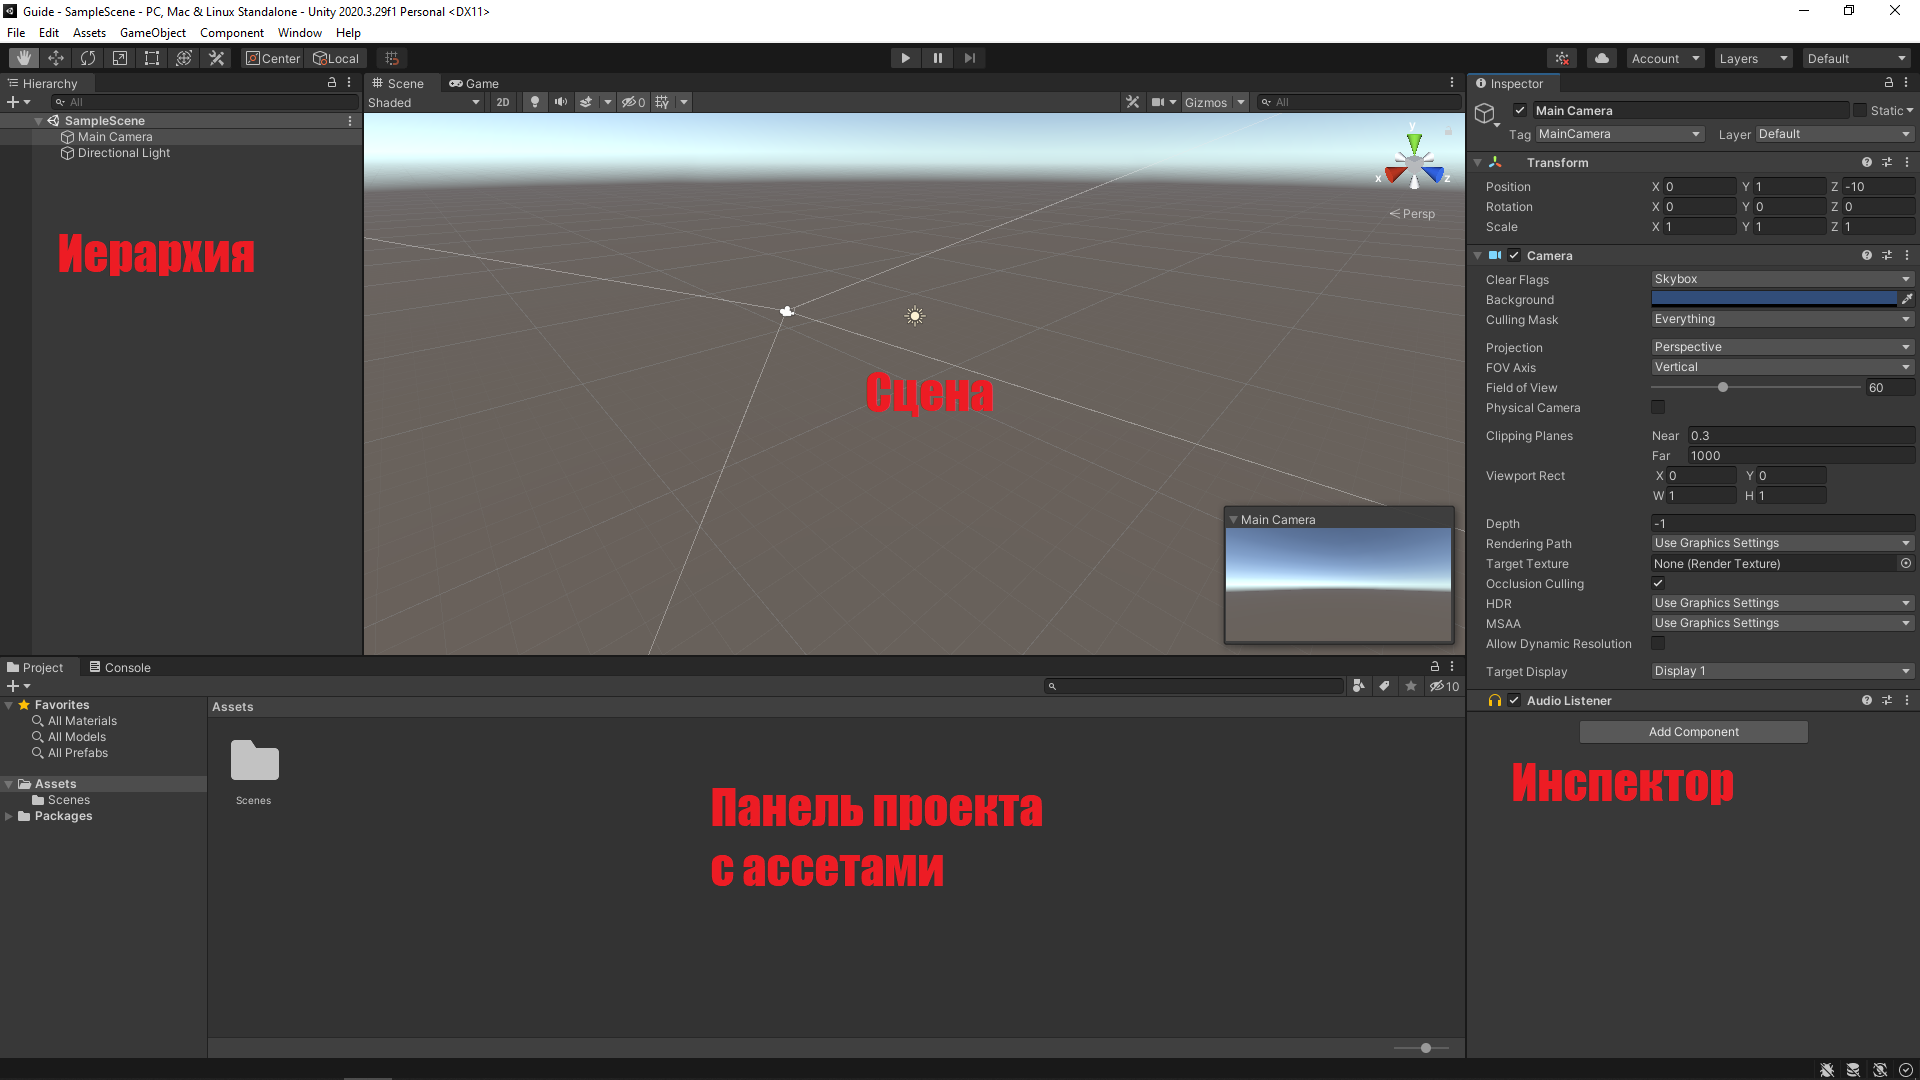 Guide - SampleScene - PC, Mac & Linux Standalone - Unity 2020.3.29f1 Personal <DX11>
File Edit Assets GameObject Component Window Help
Center Local Account Layers Default
Hierarchy
All
SampleScene
Main Camera
Directional Light
Иерархия
Scene Game
Shaded 2D 0 Gizmos All
y
x z
Persp
Сцена
Main Camera
Inspector
Main Camera Static
Tag MainCamera Layer Default
Transform
Position X 0 Y 1 Z -10
Rotation X 0 Y 0 Z 0
Scale X 1 Y 1 Z 1
Camera
Clear Flags Skybox
Background
Culling Mask Everything
Projection Perspective
FOV Axis Vertical
Field of View 60
Physical Camera
Clipping Planes Near 0.3
Far 1000
Viewport Rect X 0 Y 0
W 1 H 1
Depth -1
Rendering Path Use Graphics Settings
Target Texture None (Render Texture)
Occlusion Culling
HDR Use Graphics Settings
MSAA Use Graphics Settings
Allow Dynamic Resolution
Target Display Display 1
Audio Listener
Add Component
Инспектор
Project Console
10
Favorites
All Materials
All Models
All Prefabs
Assets
Scenes
Packages
Assets
Scenes
Панель проекта
с ассетами